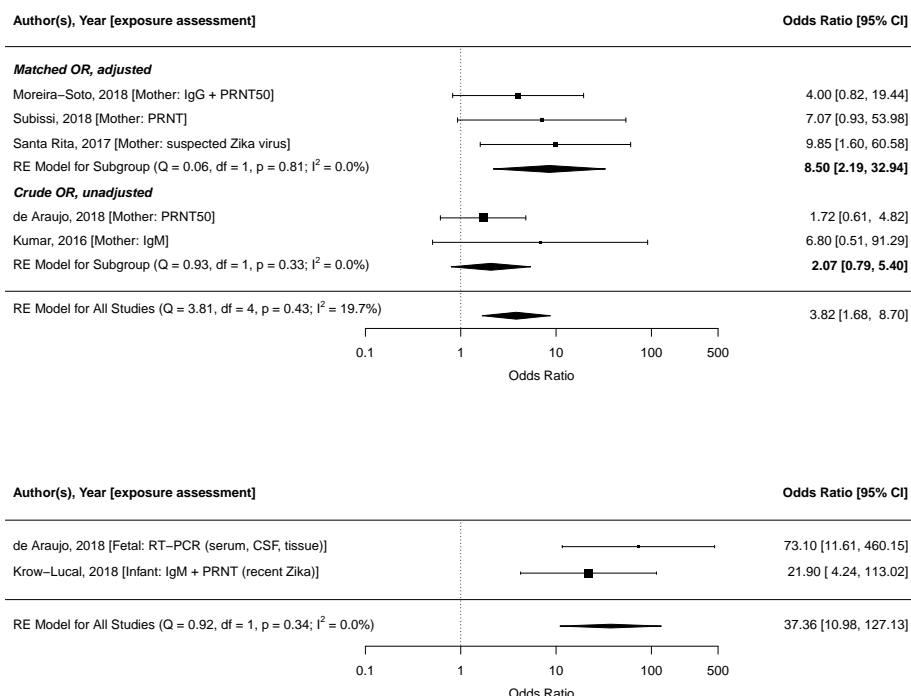 Author(s), Year [exposure assessment] Odds Ratio [95% CI]
Matched OR, adjusted
Moreira−Soto, 2018 [Mother: IgG + PRNT50] 4.00 [0.82, 19.44]
Subissi, 2018 [Mother: PRNT] 7.07 [0.93, 53.98]
Santa Rita, 2017 [Mother: suspected Zika virus] 9.85 [1.60, 60.58]
RE Model for Subgroup (Q = 0.06, df = 1, p = 0.81; I² = 0.0%) 8.50 [2.19, 32.94]
Crude OR, unadjusted
de Araujo, 2018 [Mother: PRNT50] 1.72 [0.61, 4.82]
Kumar, 2016 [Mother: IgM] 6.80 [0.51, 91.29]
RE Model for Subgroup (Q = 0.93, df = 1, p = 0.33; I² = 0.0%) 2.07 [0.79, 5.40]
RE Model for All Studies (Q = 3.81, df = 4, p = 0.43; I² = 19.7%) 3.82 [1.68, 8.70]
0.1 1 10 100 500
Odds Ratio
Author(s), Year [exposure assessment] Odds Ratio [95% CI]
de Araujo, 2018 [Fetal: RT−PCR (serum, CSF, tissue)] 73.10 [11.61, 460.15]
Krow−Lucal, 2018 [Infant: IgM + PRNT (recent Zika)] 21.90 [ 4.24, 113.02]
RE Model for All Studies (Q = 0.92, df = 1, p = 0.34; I² = 0.0%) 37.36 [10.98, 127.13]
0.1 1 10 100 500
Odds Ratio